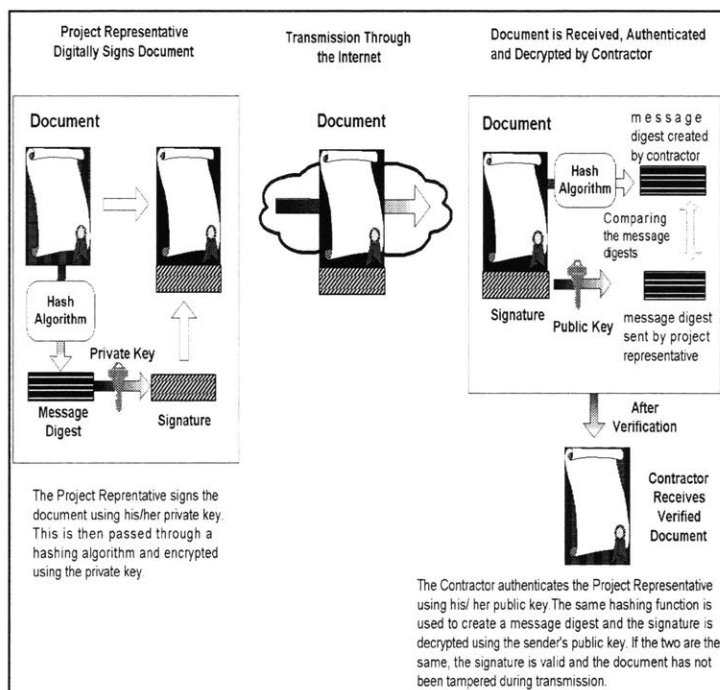 Project Representative
Digitally Signs Document
Transmission Through
the Internet
Document is Received, Authenticated
and Decrypted by Contractor
Document
Hash
Algorithm
Private Key
Message
Digest
Signature
Document
Document
Hash
Algorithm
message
digest created
by contractor
Comparing
the message
digests
Signature
Public Key
message digest
sent by project
representative
After
Verification
Contractor
Receives
Verified
Document
The Project Reprentative signs the
document using his/her private key.
This is then passed through a
hashing algorithm and encrypted
using the private key.
The Contractor authenticates the Project Representative
using his/ her public key.The same hashing function is
used to create a message digest and the signature is
decrypted using the sender's public key. If the two are the
same, the signature is valid and the document has not
been tampered during transmission.